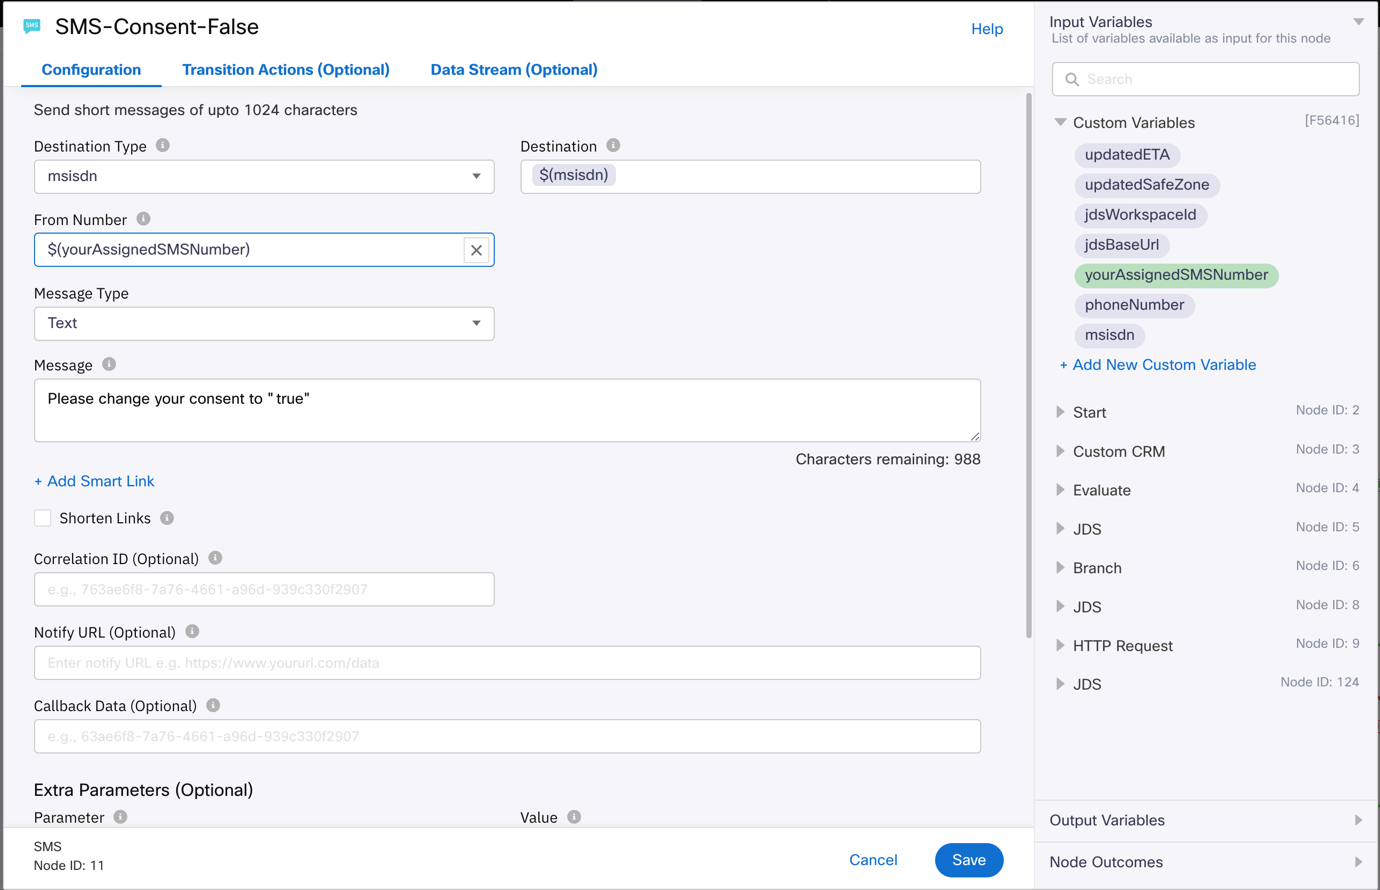 SMS
SMS-Consent-False
Help
Configuration
Transition Actions (Optional)
Data Stream (Optional)
Send short messages of upto 1024 characters
Destination Type
Destination
msisdn
$(msisdn)
From Number
$(yourAssignedSMSNumber)
Message Type
Text
Message
Please change your consent to "true"
Characters remaining: 988
+ Add Smart Link
Shorten Links
Correlation ID (Optional)
e.g., 763ae6f8-7a76-4661-a96d-939c330f2907
Notify URL (Optional)
Enter notify URL e.g. https://www.yoururl.com/data
Callback Data (Optional)
e.g., 63ae6f8-7a76-4661-a96d-939c330f2907
Extra Parameters (Optional)
Parameter
Value
SMS
Node ID: 11
Cancel
Save
Input Variables
List of variables available as input for this node
Search
Custom Variables [F56416]
updatedETA
updatedSafeZone
jdsWorkspaceId
jdsBaseUrl
yourAssignedSMSNumber
phoneNumber
msisdn
+ Add New Custom Variable
Start Node ID: 2
Custom CRM Node ID: 3
Evaluate Node ID: 4
JDS Node ID: 5
Branch Node ID: 6
JDS Node ID: 8
HTTP Request Node ID: 9
JDS Node ID: 124
Output Variables
Node Outcomes